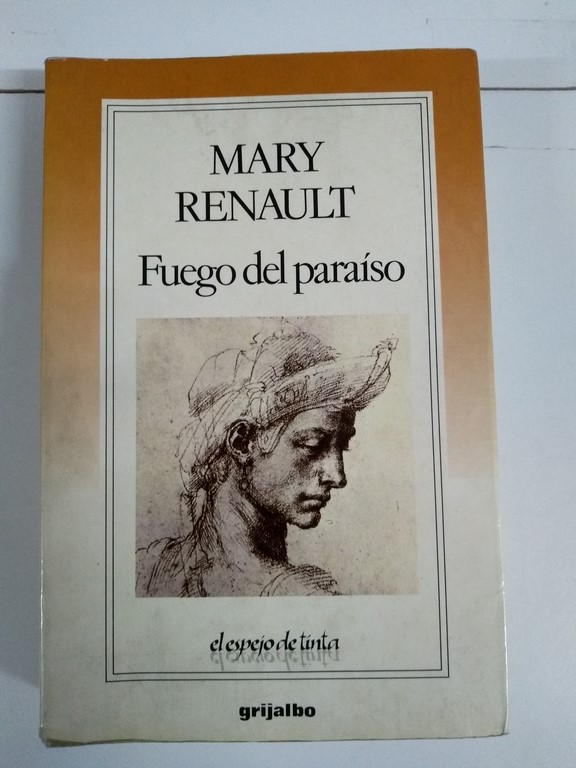 MARY
RENAULT
Fuego del paraíso
el espejo de tinta
grijalbo